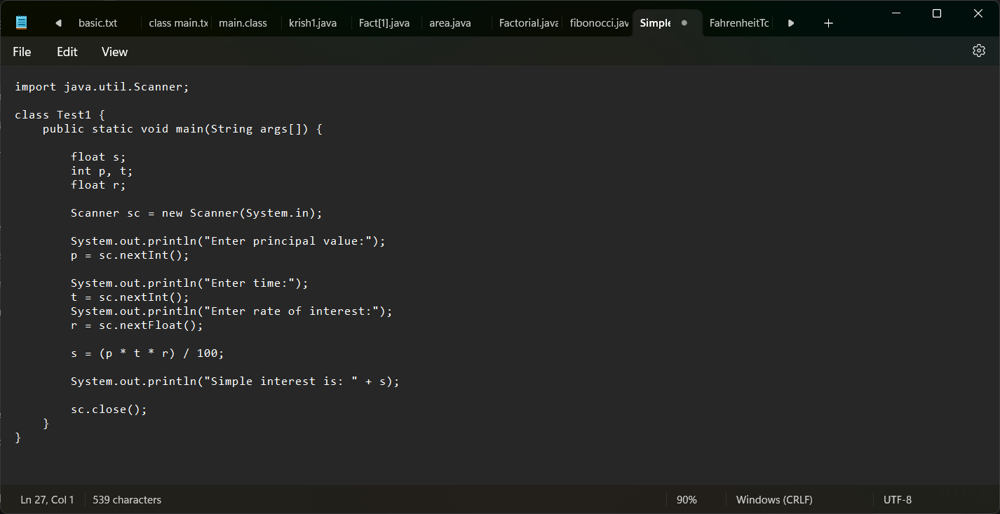 basic.txt class main.tx main.class krish1.java Fact[1].java area.java Factorial.java fibonocci.jav Simple FahrenheitTc
File Edit View
import java.util.Scanner;
class Test1 {
    public static void main(String args[]) {
        float s;
        int p, t;
        float r;
        Scanner sc = new Scanner(System.in);
        System.out.println("Enter principal value:");
        p = sc.nextInt();
        System.out.println("Enter time:");
        t = sc.nextInt();
        System.out.println("Enter rate of interest:");
        r = sc.nextFloat();
        s = (p * t * r) / 100;
        System.out.println("Simple interest is: " + s);
        sc.close();
    }
}
Ln 27, Col 1 539 characters 90% Windows (CRLF) UTF-8